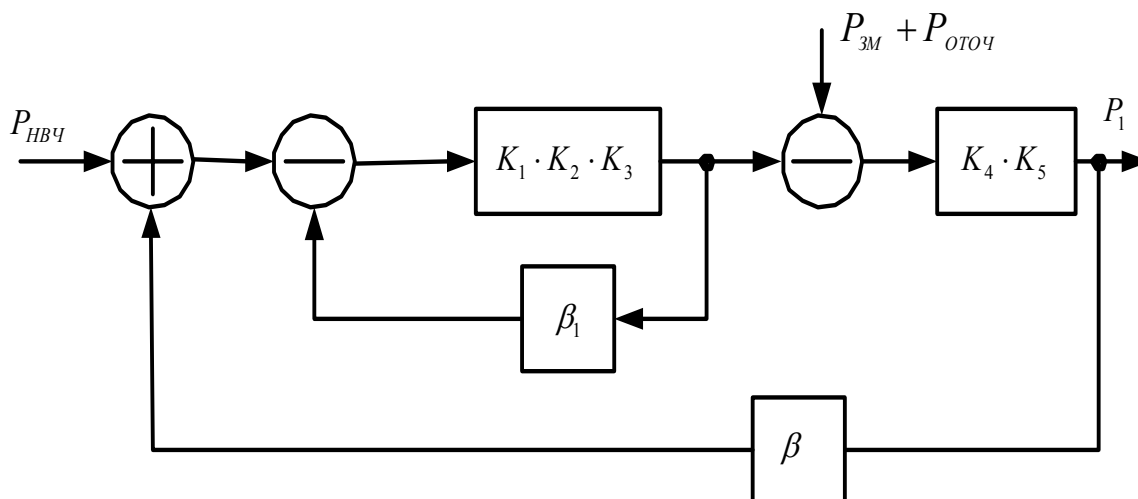 P_ЗМ + P_ОТОЧ
P_НВЧ
+
−
K_1 · K_2 · K_3
−
K_4 · K_5
P_1
β_1
β